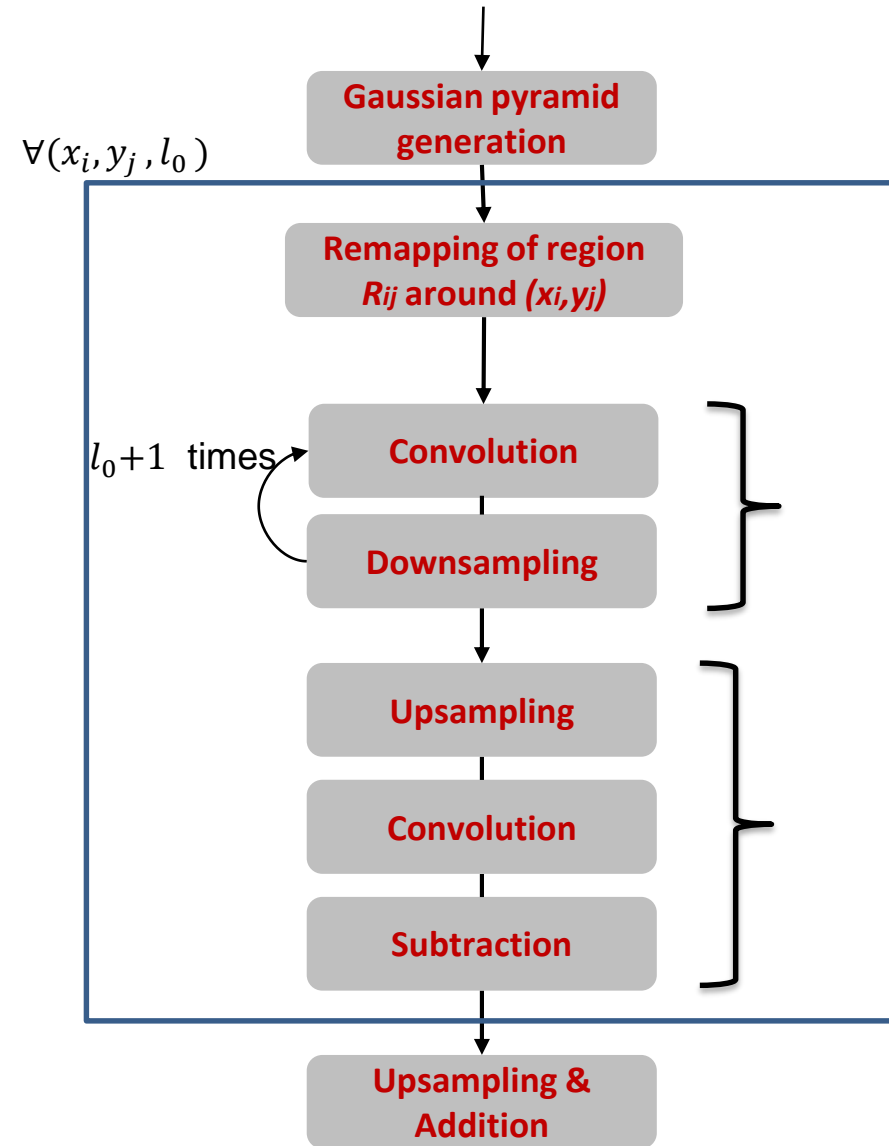 Gaussian pyramid
generation
∀(xᵢ, yⱼ , l₀ )
Remapping of region
Rij around (xi,yj)
Convolution
l₀+1 times
Downsampling
Upsampling
Convolution
Subtraction
Upsampling &
Addition